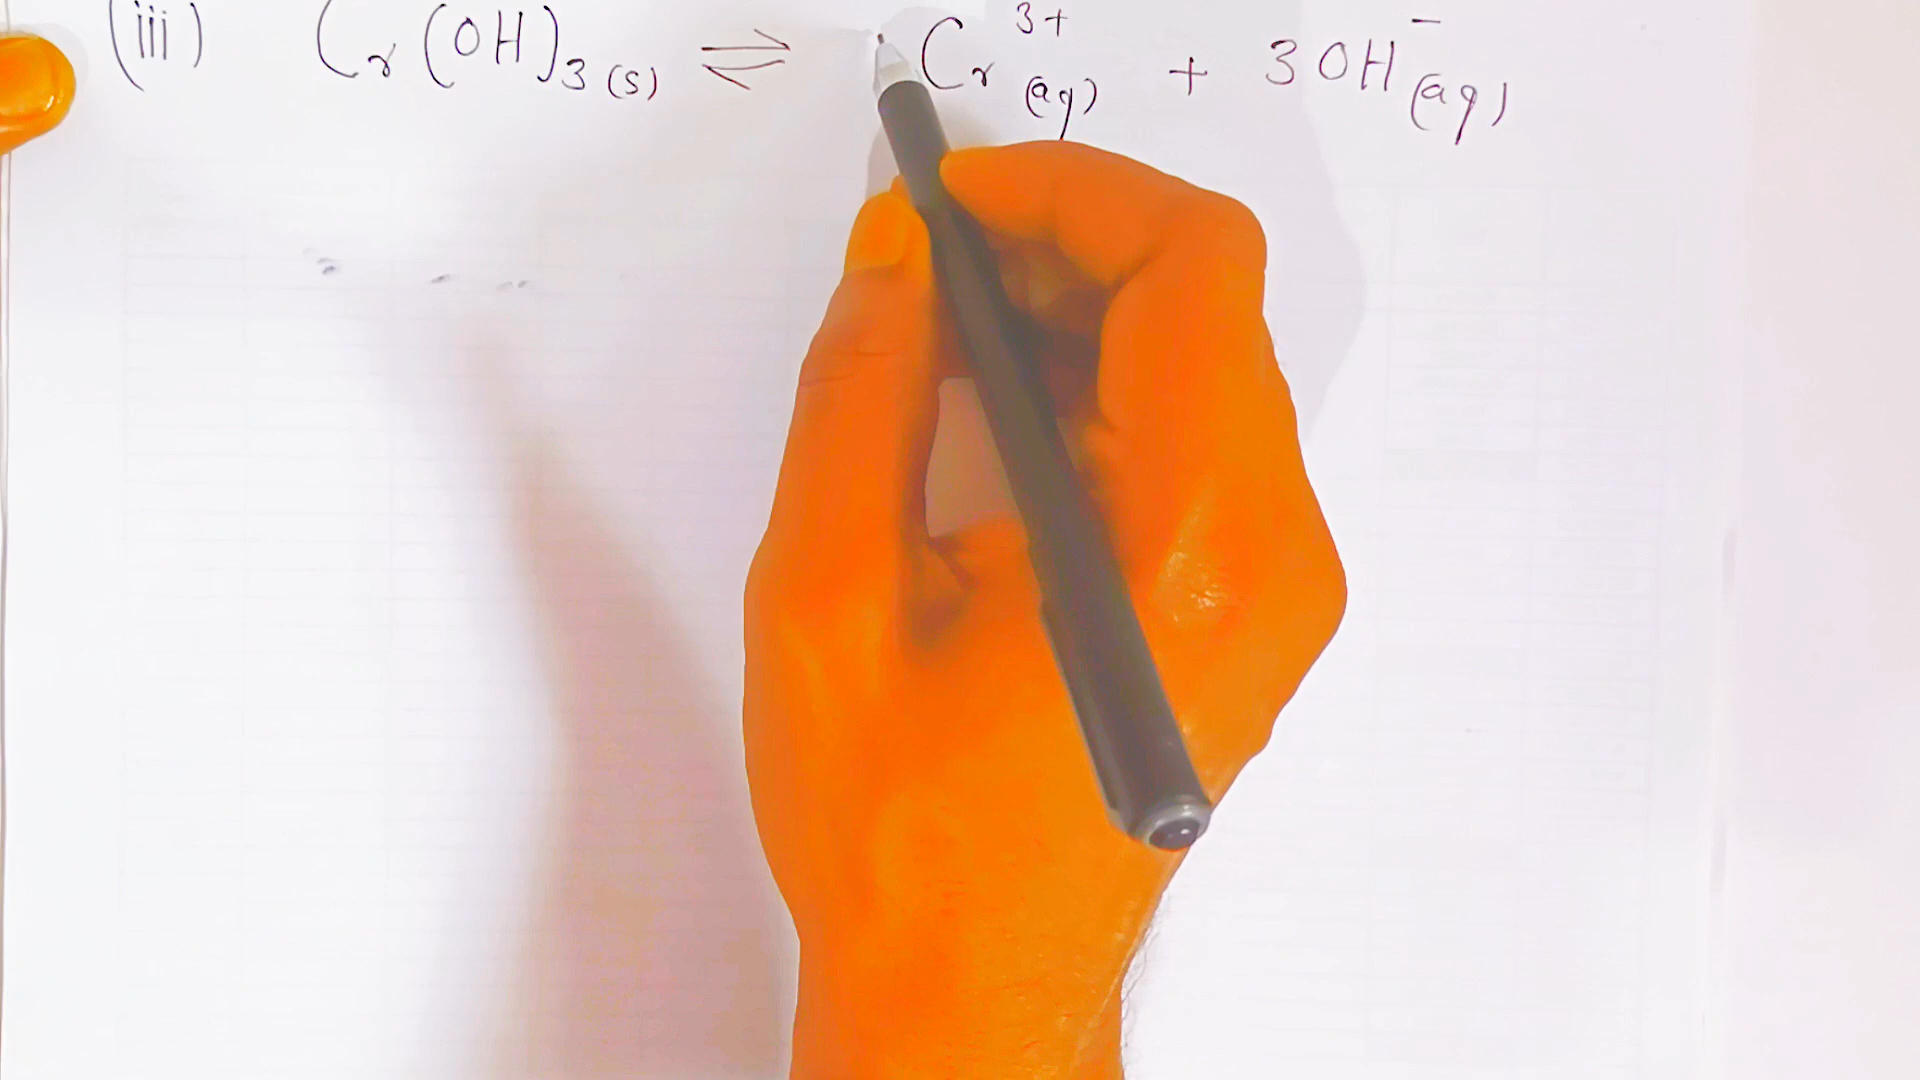 (iii) Cr(OH)3(s) ⇌ Cr3+(aq) + 3OH−(aq)